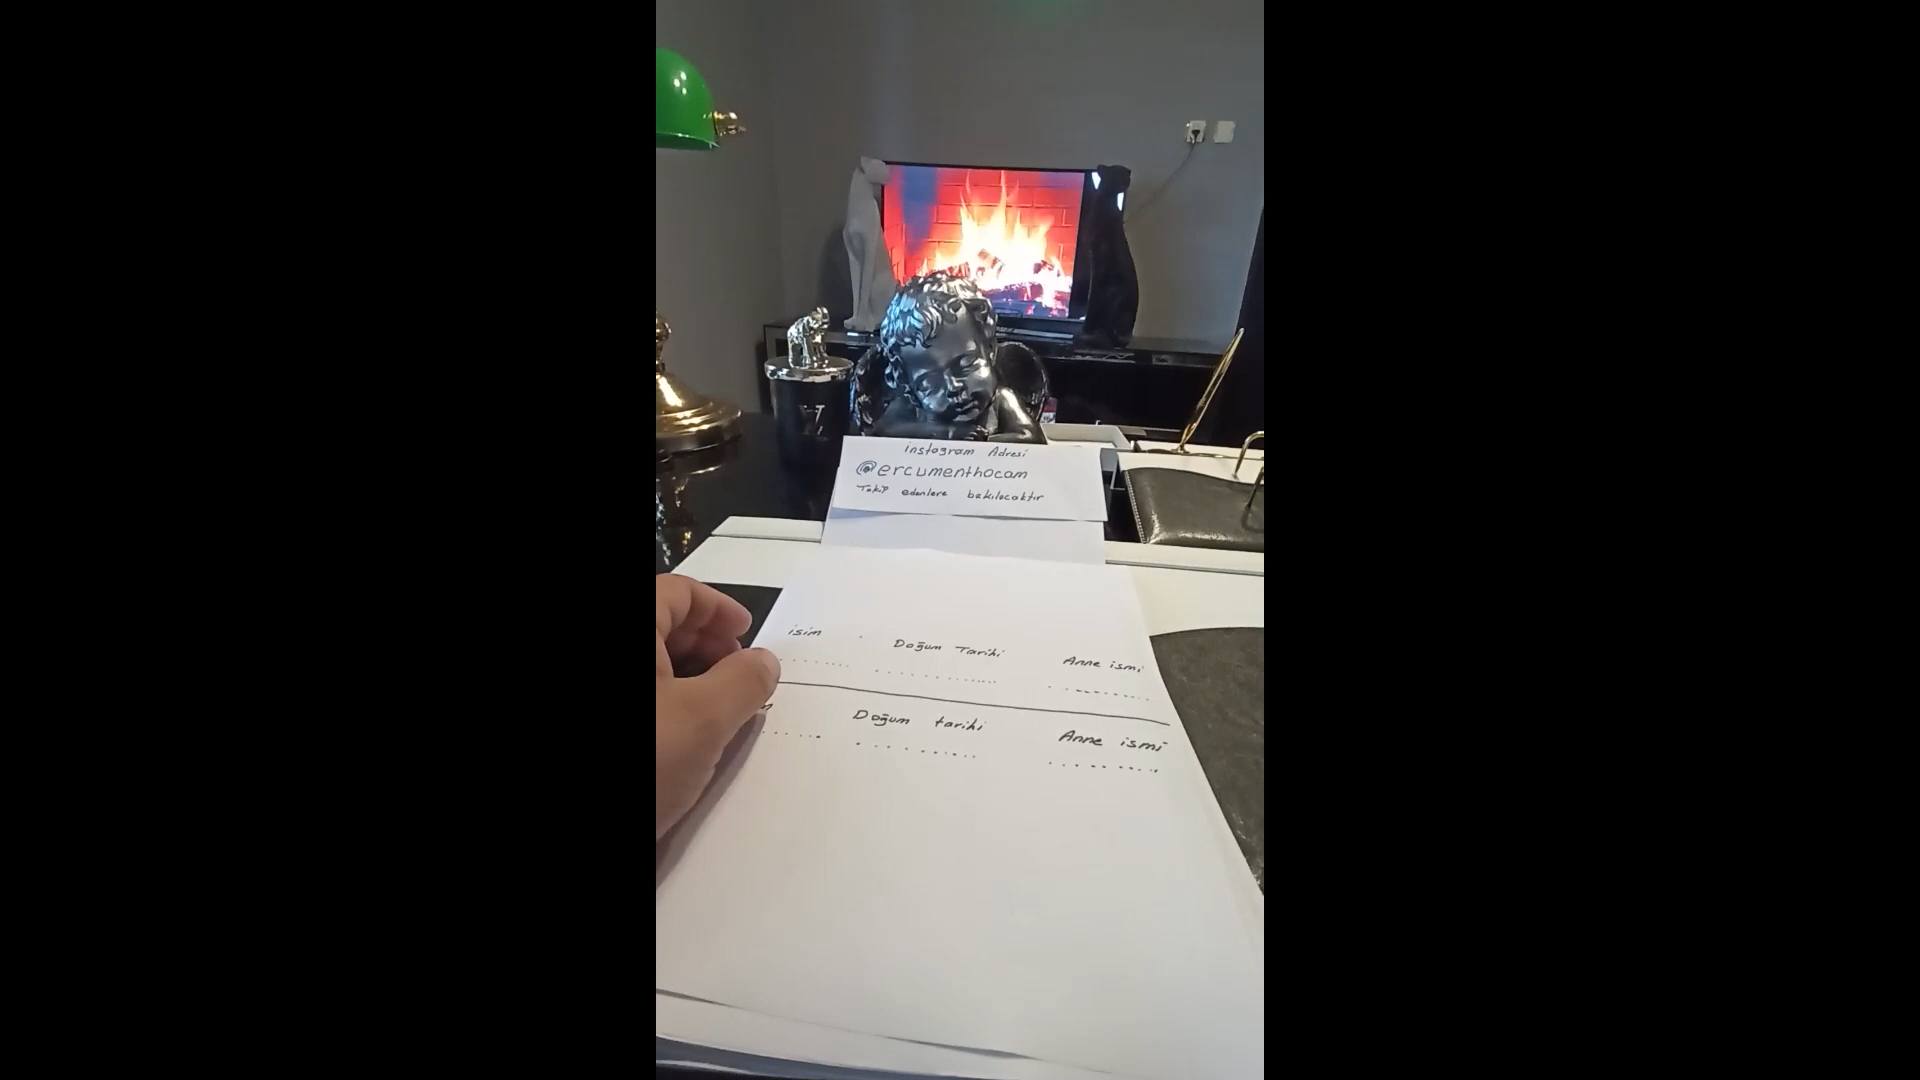 instagram Adresi
@ercumenthocam
Takip edenlere bakılacaktır
isim Doğum Tarihi Anne ismi
m Doğum tarihi Anne ismi